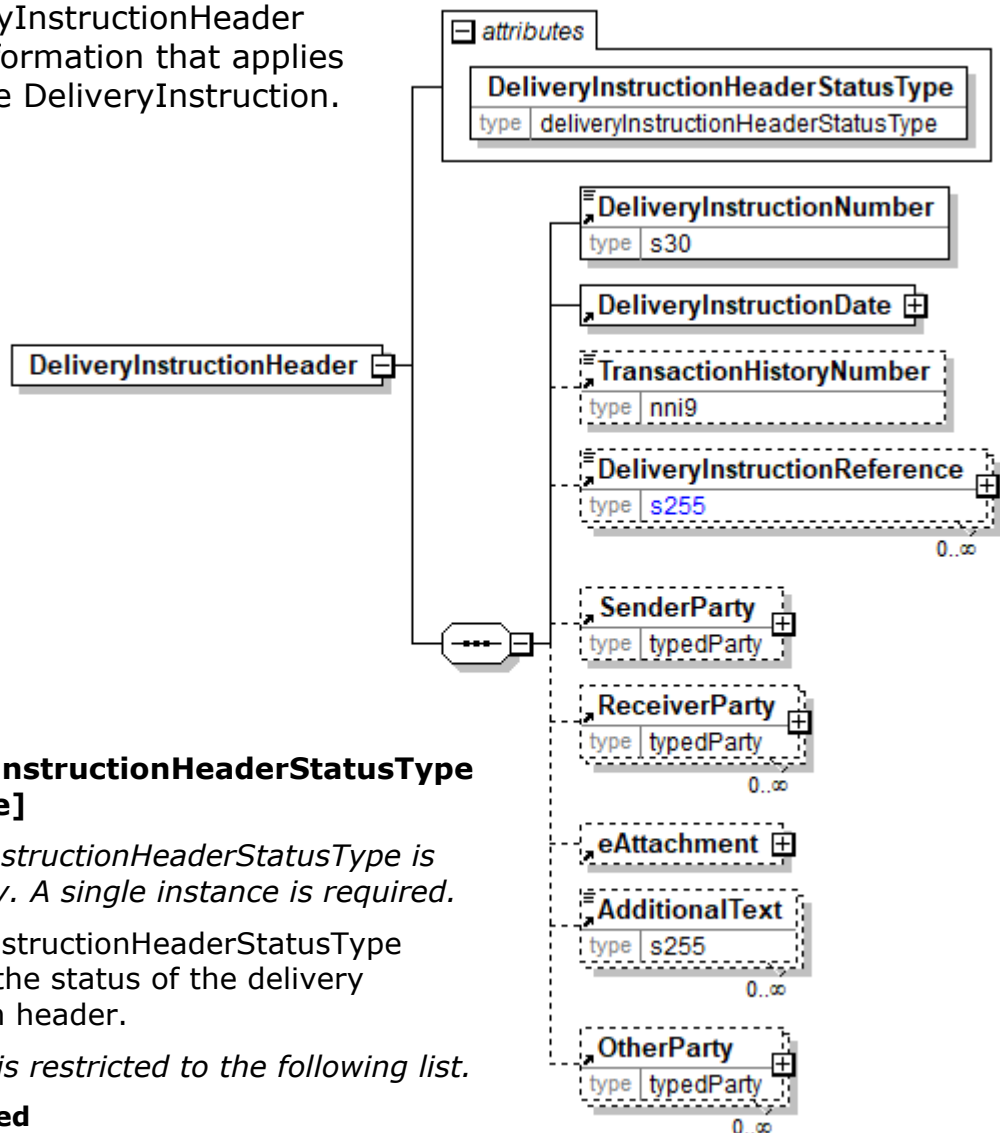 yInstructionHeader
formation that applies
e DeliveryInstruction.
attributes
DeliveryInstructionHeaderStatusType
type deliveryInstructionHeaderStatusType
DeliveryInstructionNumber
type s30
DeliveryInstructionDate
DeliveryInstructionHeader
TransactionHistoryNumber
type nni9
DeliveryInstructionReference
type s255
0..∞
SenderParty
type typedParty
ReceiverParty
type typedParty
0..∞
nstructionHeaderStatusType
e]
structionHeaderStatusType is
y. A single instance is required.
structionHeaderStatusType
the status of the delivery
n header.
is restricted to the following list.
ed
eAttachment
AdditionalText
type s255
0..∞
OtherParty
type typedParty
0..∞